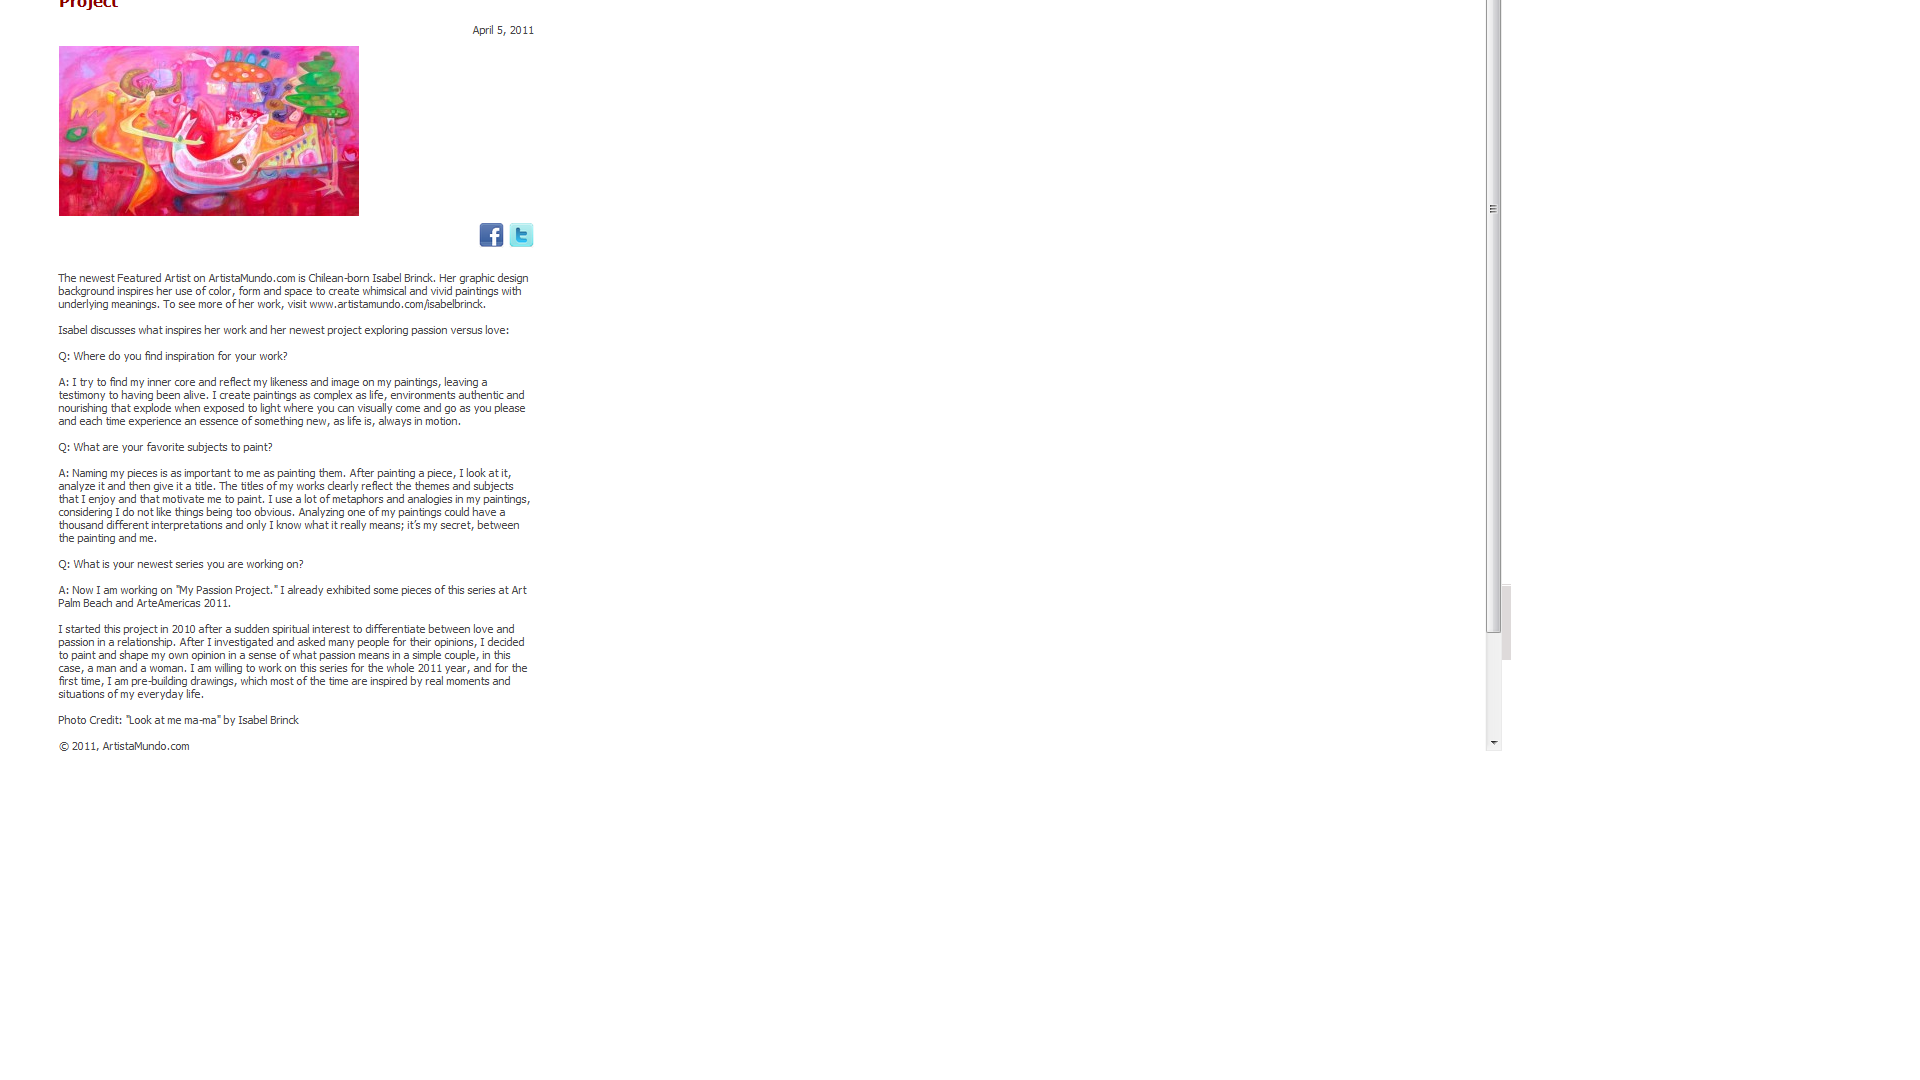 Project
April 5, 2011
The newest Featured Artist on ArtistaMundo.com is Chilean-born Isabel Brinck. Her graphic design
background inspires her use of color, form and space to create whimsical and vivid paintings with
underlying meanings. To see more of her work, visit www.artistamundo.com/isabelbrinck.
Isabel discusses what inspires her work and her newest project exploring passion versus love:
Q: Where do you find inspiration for your work?
A: I try to find my inner core and reflect my likeness and image on my paintings, leaving a
testimony to having been alive. I create paintings as complex as life, environments authentic and
nourishing that explode when exposed to light where you can visually come and go as you please
and each time experience an essence of something new, as life is, always in motion.
Q: What are your favorite subjects to paint?
A: Naming my pieces is as important to me as painting them. After painting a piece, I look at it,
analyze it and then give it a title. The titles of my works clearly reflect the themes and subjects
that I enjoy and that motivate me to paint. I use a lot of metaphors and analogies in my paintings,
considering I do not like things being too obvious. Analyzing one of my paintings could have a
thousand different interpretations and only I know what it really means; it's my secret, between
the painting and me.
Q: What is your newest series you are working on?
A: Now I am working on "My Passion Project." I already exhibited some pieces of this series at Art
Palm Beach and ArteAmericas 2011.
I started this project in 2010 after a sudden spiritual interest to differentiate between love and
passion in a relationship. After I investigated and asked many people for their opinions, I decided
to paint and shape my own opinion in a sense of what passion means in a simple couple, in this
case, a man and a woman. I am willing to work on this series for the whole 2011 year, and for the
first time, I am pre-building drawings, which most of the time are inspired by real moments and
situations of my everyday life.
Photo Credit: "Look at me ma-ma" by Isabel Brinck
© 2011, ArtistaMundo.com